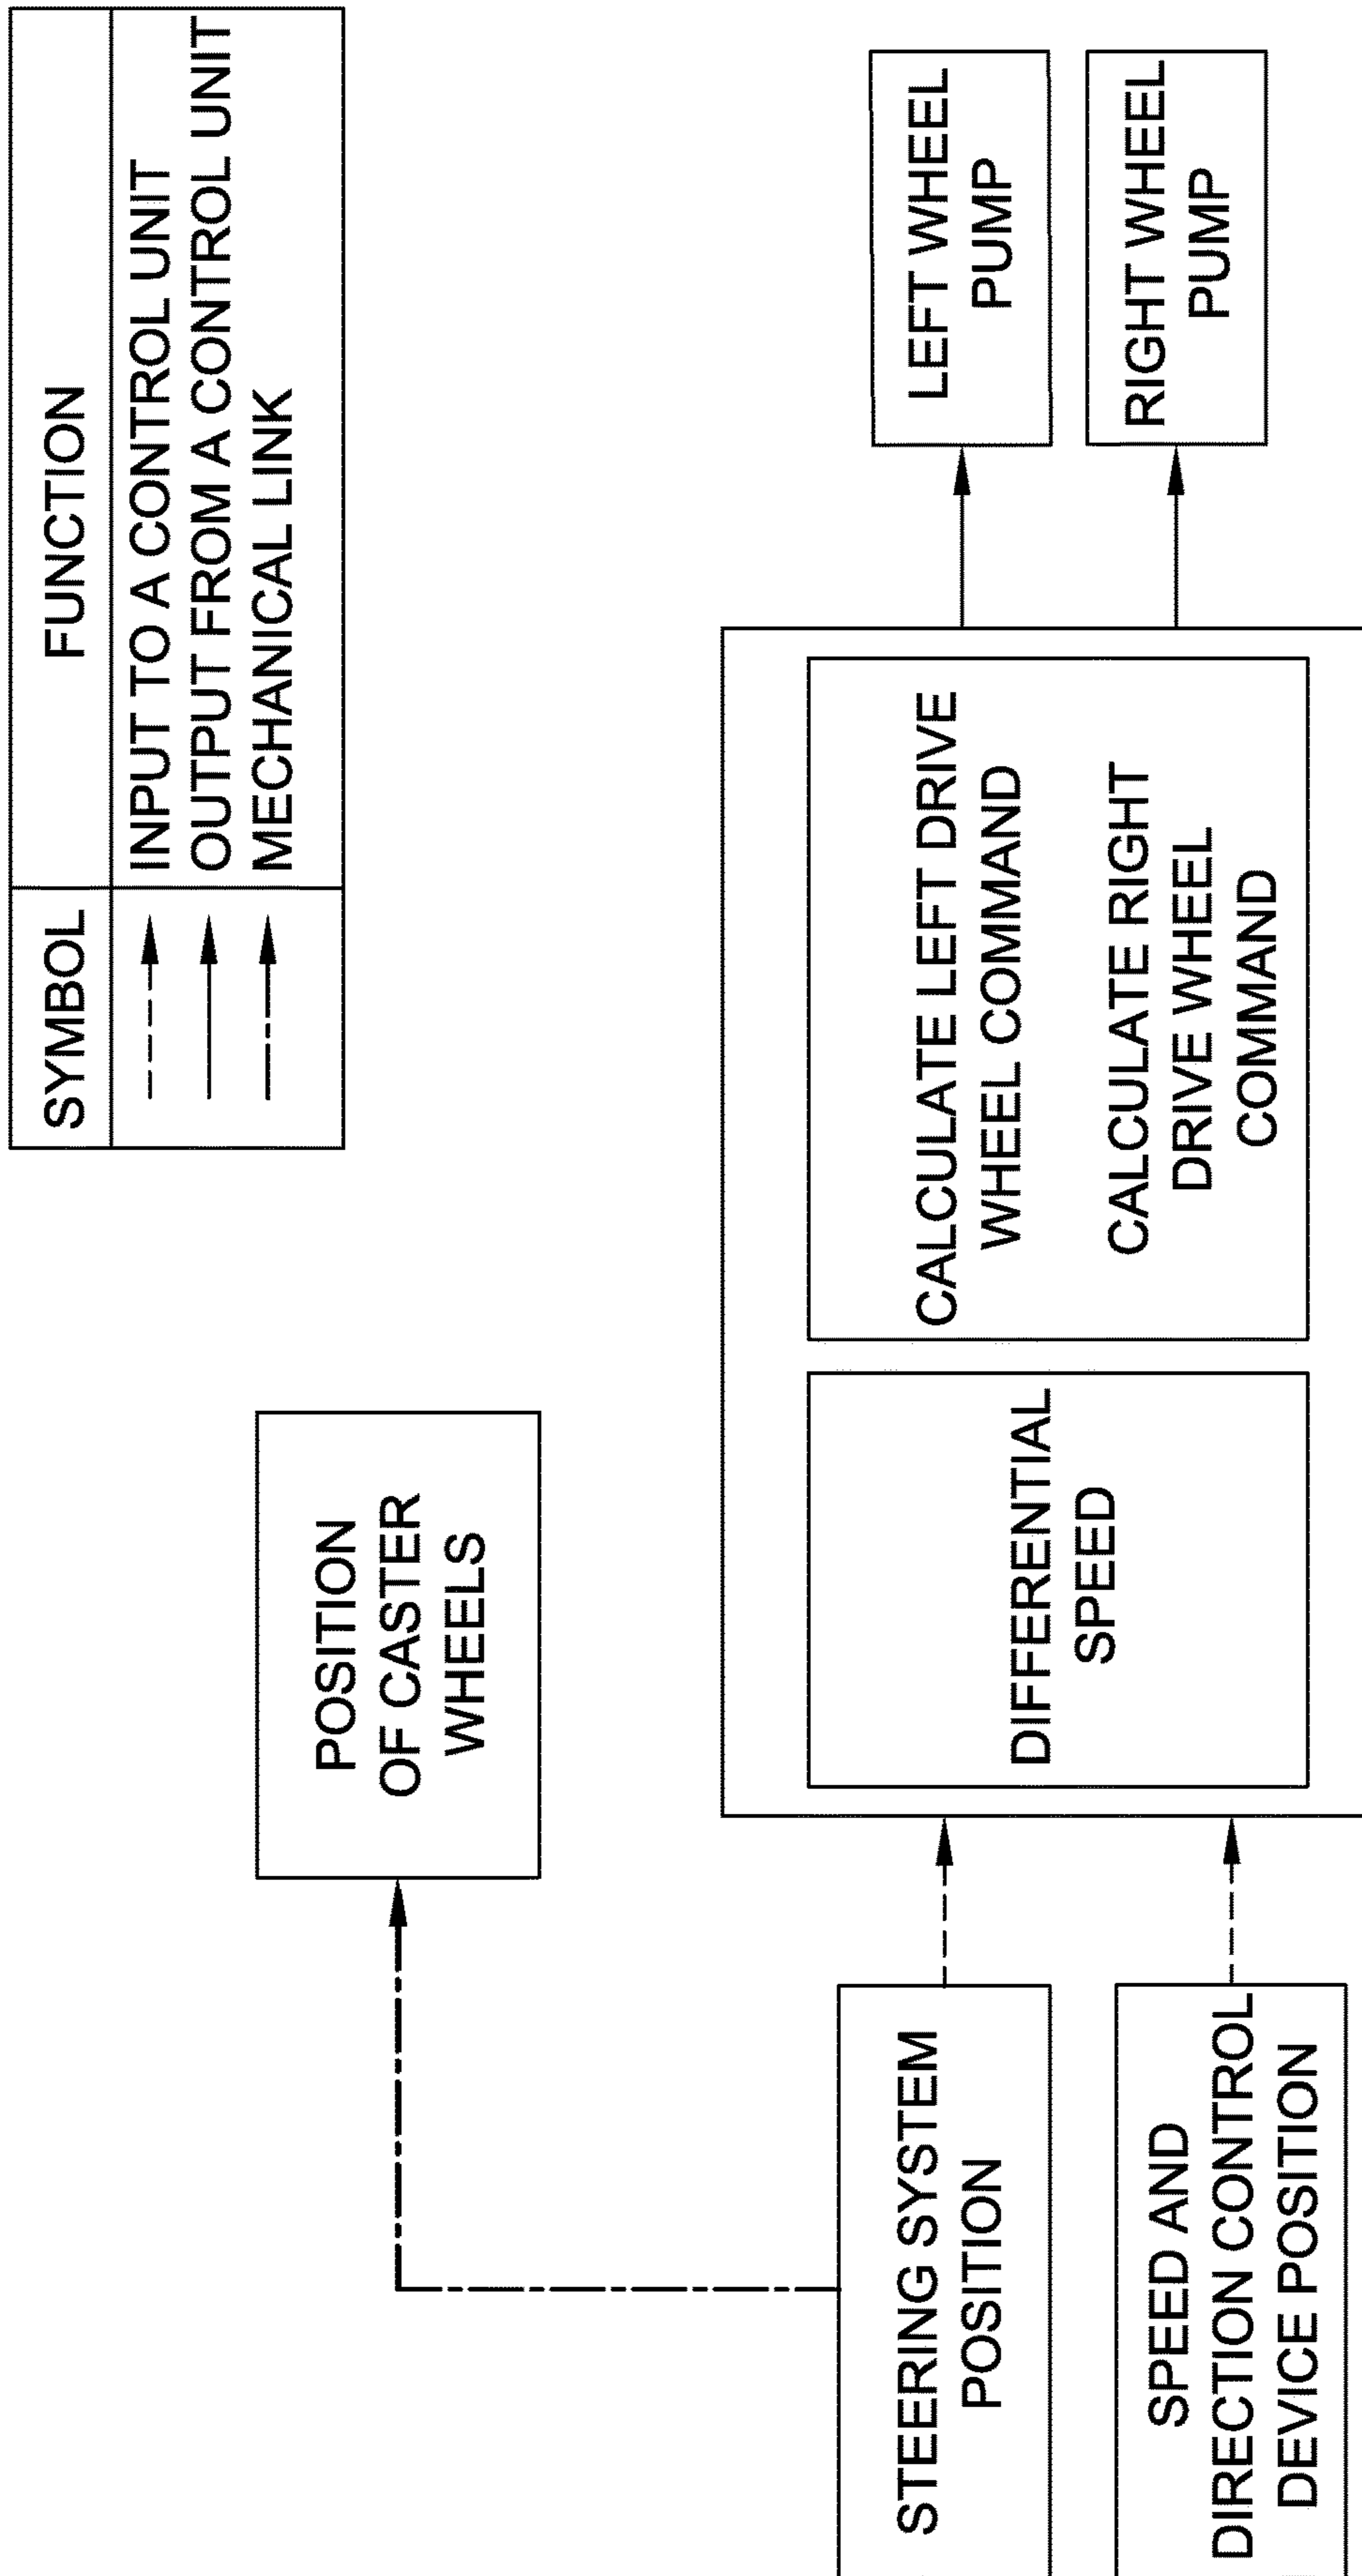 SYMBOL
FUNCTION
INPUT TO A CONTROL UNIT
OUTPUT FROM A CONTROL UNIT
MECHANICAL LINK
POSITION
OF CASTER
WHEELS
STEERING SYSTEM
POSITION
SPEED AND
DIRECTION CONTROL
DEVICE POSITION
DIFFERENTIAL
SPEED
CALCULATE LEFT DRIVE
WHEEL COMMAND
CALCULATE RIGHT
DRIVE WHEEL
COMMAND
LEFT WHEEL
PUMP
RIGHT WHEEL
PUMP